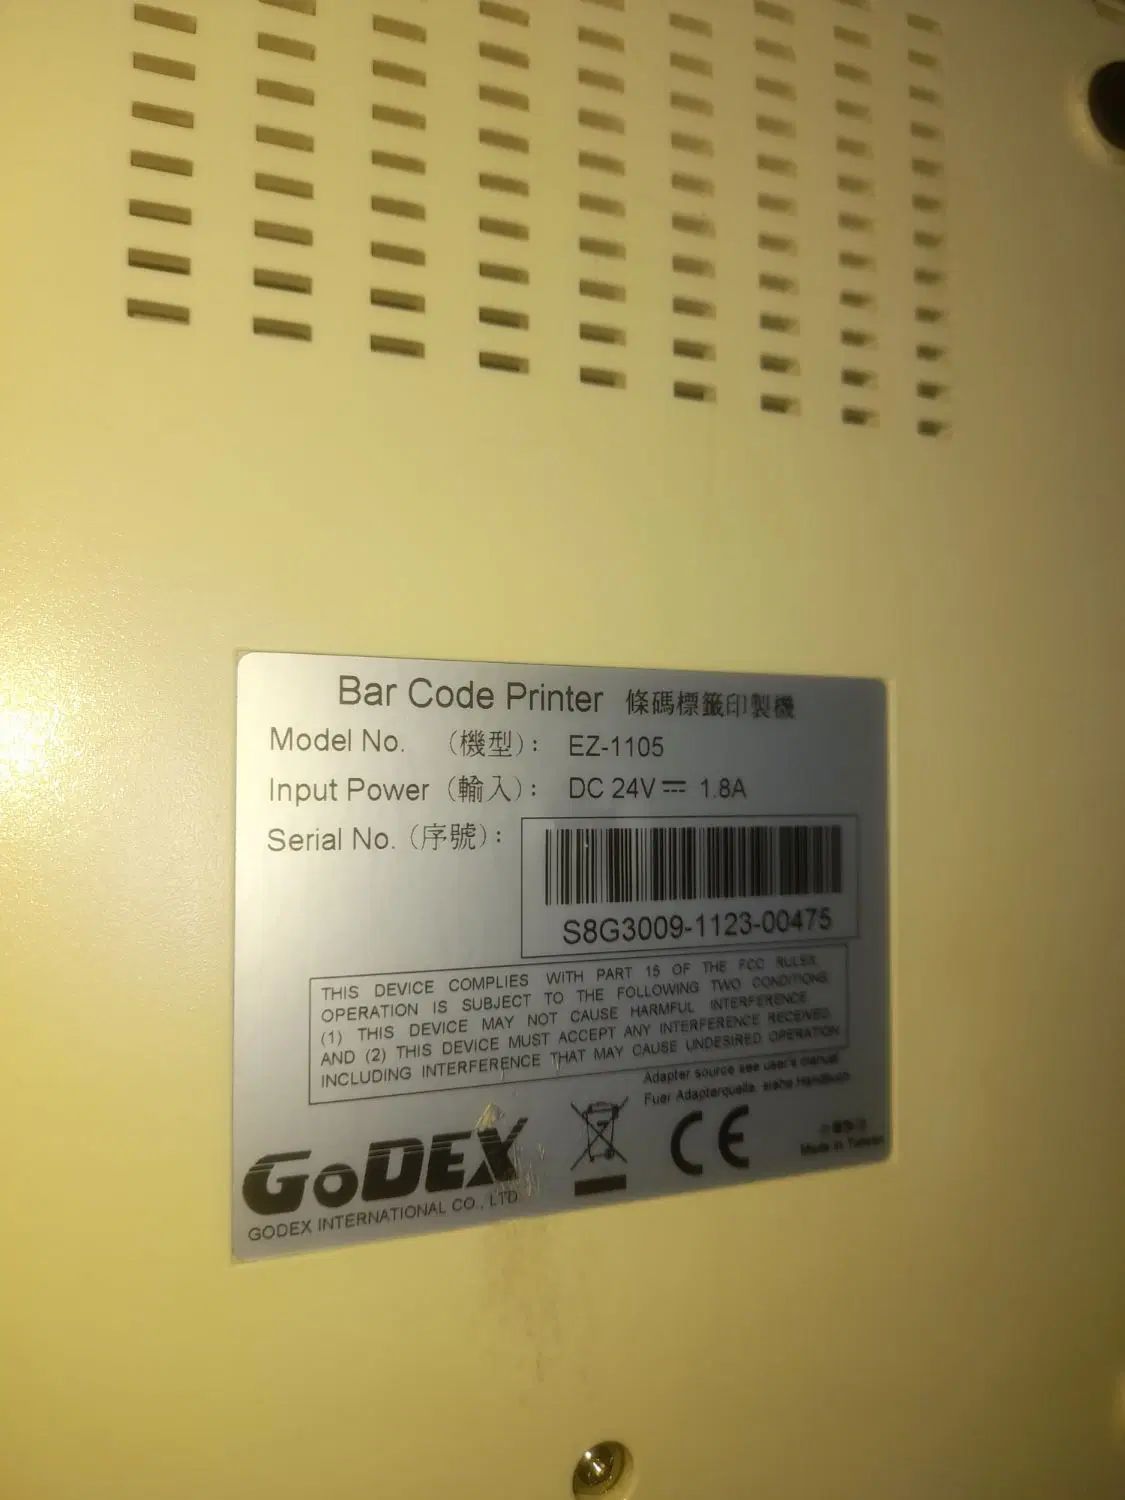 Bar Code Printer 條碼標籤印製機
Model No. (機型): EZ-1105
Input Power (輸入): DC 24V⎓ 1.8A
Serial No. (序號):
S8G3009-1123-00475
THIS DEVICE COMPLIES WITH PART 15 OF THE FCC RULES.
OPERATION IS SUBJECT TO THE FOLLOWING TWO CONDITIONS.
(1) THIS DEVICE MAY NOT CAUSE HARMFUL INTERFERENCE
AND (2) THIS DEVICE MUST ACCEPT ANY INTERFERENCE RECEIVED,
INCLUDING INTERFERENCE THAT MAY CAUSE UNDESIRED OPERATION
Adapter source see user's manual
Fuer Adapterquelle, siehe Handbuch
GoDEX
GODEX INTERNATIONAL CO., LTD.
CE
Made in Taiwan